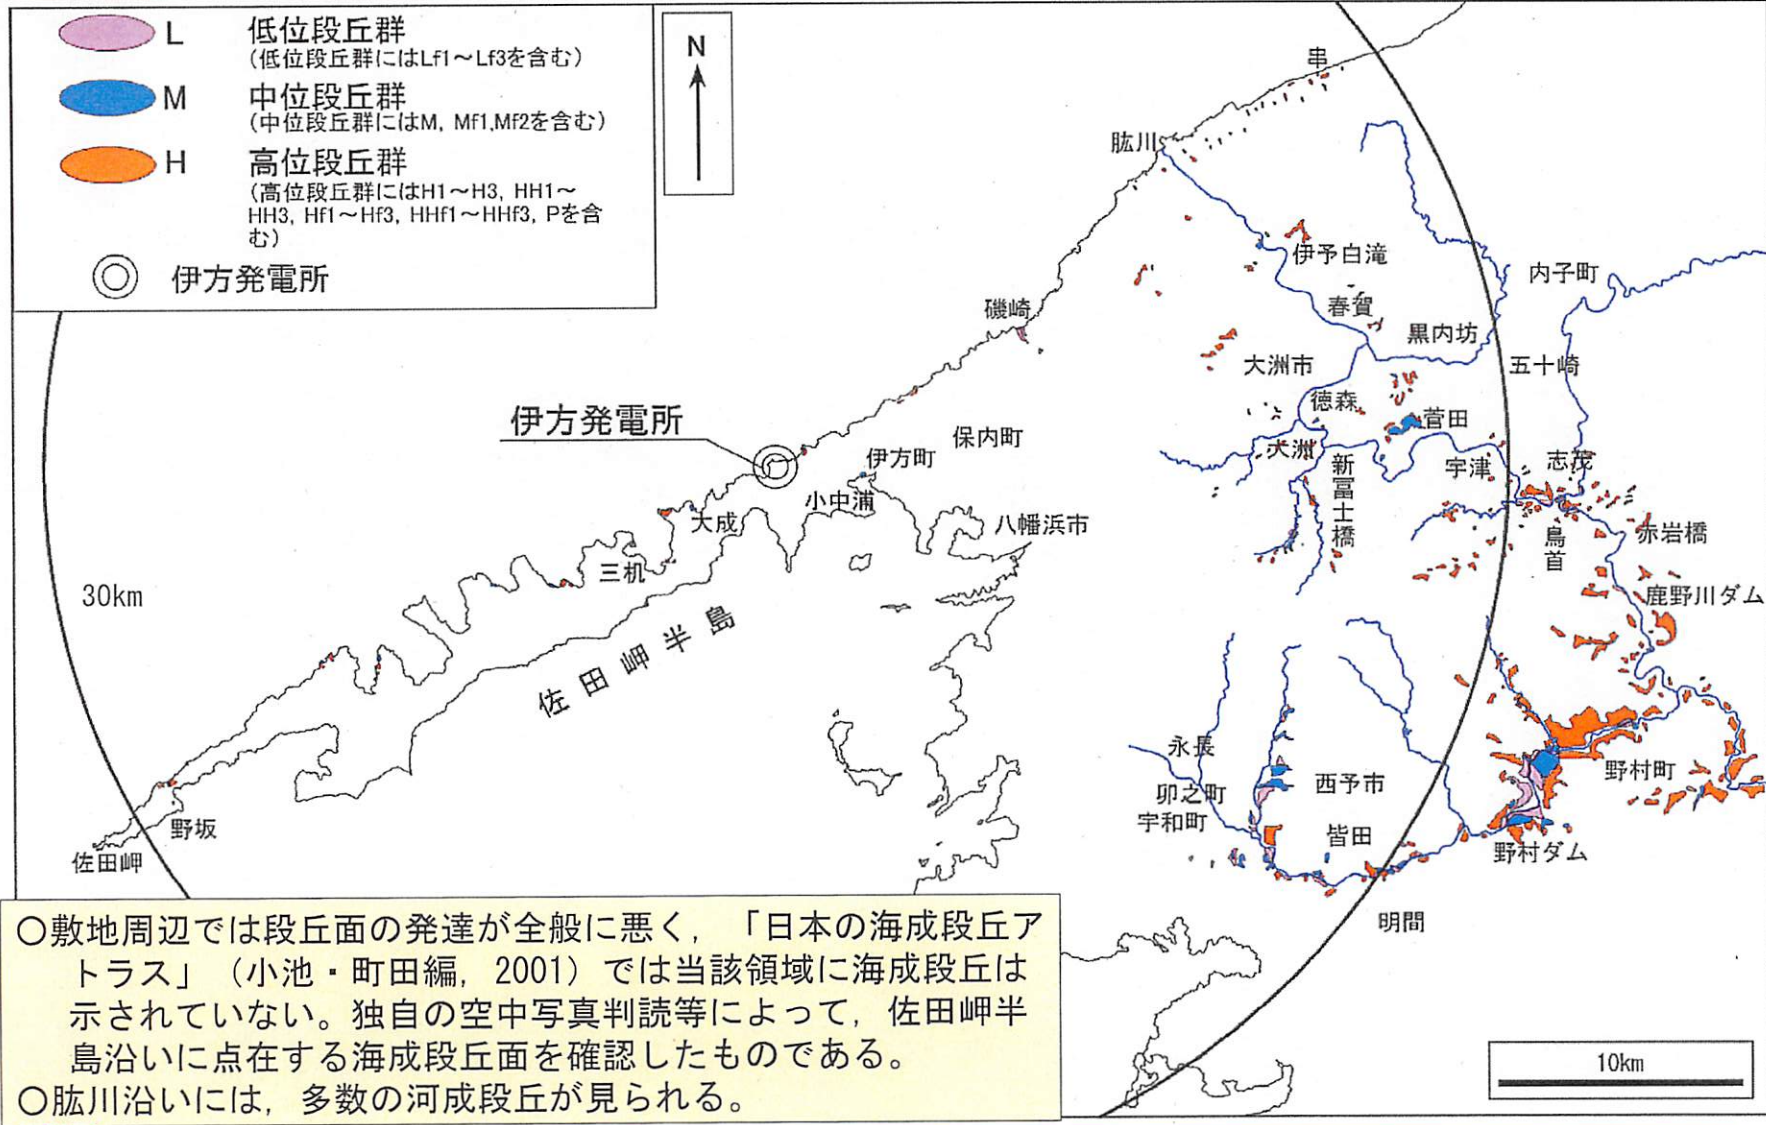 L 低位段丘群
(低位段丘群にはLf1～Lf3を含む)
M 中位段丘群
(中位段丘群にはM, Mf1,Mf2を含む)
H 高位段丘群
(高位段丘群にはH1～H3, HH1～
HH3, Hf1～Hf3, HHf1～HHf3, Pを含
む)
伊方発電所
N
串
肱川
伊予白滝
内子町
春賀
磯崎
黒内坊
大洲市
五十崎
徳森
菅田
伊方発電所
保内町
大洲
伊方町
新冨士橋
宇津
志茂
小中浦
大成
八幡浜市
鳥首
赤岩橋
三机
30km
鹿野川ダム
佐田岬半島
永長
西予市
野村町
卯之町
宇和町
野坂
皆田
佐田岬
野村ダム
明間
○敷地周辺では段丘面の発達が全般に悪く，「日本の海成段丘ア
トラス」（小池・町田編，2001）では当該領域に海成段丘は
示されていない。独自の空中写真判読等によって，佐田岬半
島沿いに点在する海成段丘面を確認したものである。
○肱川沿いには，多数の河成段丘が見られる。
10km